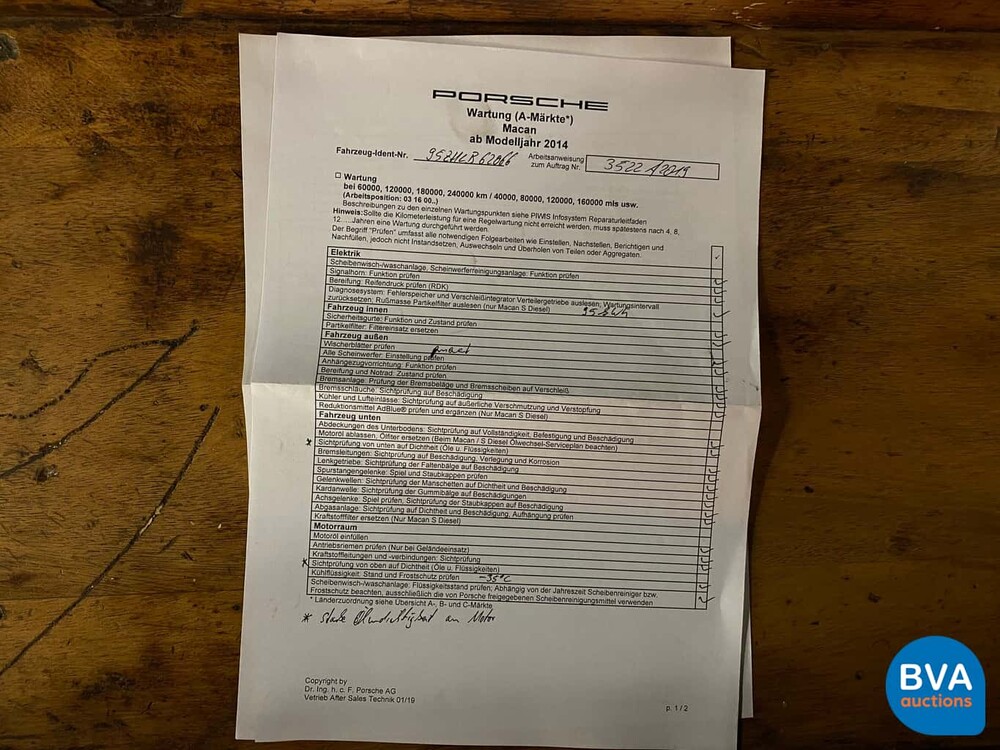 PORSCHE
Wartung (A-Märkte*)
Macan
ab Modelljahr 2014
Fahrzeug-Ident-Nr.
Arbeitsanweisung
zum Auftrag Nr.
3522 A2019
Wartung
bei 60000, 120000, 180000, 240000 km / 40000, 80000, 120000, 160000 mls usw.
(Arbeitsposition: 03 16 00..)
Beschreibungen zu den einzelnen Wartungspunkten siehe PIWIS Infosystem Reparaturleitfaden
Hinweis:Sollte die Kilometerleistung für eine Regelwartung nicht erreicht werden, muss spätestens nach 4, 8,
12.....Jahren eine Wartung durchgeführt werden.
Der Begriff "Prüfen" umfasst alle notwendigen Folgearbeiten wie Einstellen, Nachstellen, Berichtigen und
Nachfüllen, jedoch nicht Instandsetzen, Auswechseln und Überholen von Teilen oder Aggregaten.
Elektrik
Scheibenwisch-/waschanlage, Scheinwerferreinigungsanlage: Funktion prüfen
Signalhorn: Funktion prüfen
Bereifung: Reifendruck prüfen (RDK)
Diagnosesystem: Fehlerspeicher und Verschleißintegrator Verteilergetriebe auslesen; Wartungsintervall
zurücksetzen; Rußmasse Partikelfilter auslesen (nur Macan S Diesel)
Fahrzeug innen
Sicherheitsgurte: Funktion und Zustand prüfen
Partikelfilter: Filtereinsatz ersetzen
Fahrzeug außen
Wischerblätter prüfen
Alle Scheinwerfer: Einstellung prüfen
Anhängezugvorrichtung: Funktion prüfen
Bereifung und Notrad: Zustand prüfen
Bremsanlage: Prüfung der Bremsbeläge und Bremsscheiben auf Verschleiß
Bremsschläuche: Sichtprüfung auf Beschädigung
Kühler und Lufteinlässe: Sichtprüfung auf äußerliche Verschmutzung und Verstopfung
Reduktionsmittel AdBlue® prüfen und ergänzen (Nur Macan S Diesel)
Fahrzeug unten
Abdeckungen des Unterbodens: Sichtprüfung auf Vollständigkeit, Befestigung und Beschädigung
Motoröl ablassen, Ölfilter ersetzen (Beim Macan / S Diesel Ölwechsel-Serviceplan beachten)
* Sichtprüfung von unten auf Dichtheit (Öle u. Flüssigkeiten)
Bremsleitungen: Sichtprüfung auf Beschädigung, Verlegung und Korrosion
Lenkgetriebe: Sichtprüfung der Faltenbälge auf Beschädigung
Spurstangengelenke: Spiel und Staubkappen prüfen
Gelenkwellen: Sichtprüfung der Manschetten auf Dichtheit und Beschädigung
Kardanwelle: Sichtprüfung der Gummibälge auf Beschädigungen
Achsgelenke: Spiel prüfen, Sichtprüfung der Staubkappen auf Beschädigung
Abgasanlage: Sichtprüfung auf Dichtheit und Beschädigung, Aufhängung prüfen
Kraftstofffilter ersetzen (Nur Macan S Diesel)
Motorraum
Motoröl einfüllen
Antriebsriemen prüfen (Nur bei Geländeeinsatz)
Kraftstoffleitungen und -verbindungen: Sichtprüfung
* Sichtprüfung von oben auf Dichtheit (Öle u. Flüssigkeiten)
Kühlflüssigkeit: Stand und Frostschutz prüfen -35°C
Scheibenwisch-/waschanlage: Flüssigkeitsstand prüfen; Abhängig von der Jahreszeit Scheibenreiniger bzw.
Frostschutz beachten, ausschließlich die von Porsche freigegebenen Scheibenreinigungsmittel verwenden
* Länderzuordnung siehe Übersicht A-, B- und C-Märkte
* starke Ölundichtigkeit am Motor
Copyright by
Dr. Ing. h. c. F. Porsche AG
Vetrieb After Sales Technik 01/19
p. 1 / 2
BVA
auctions